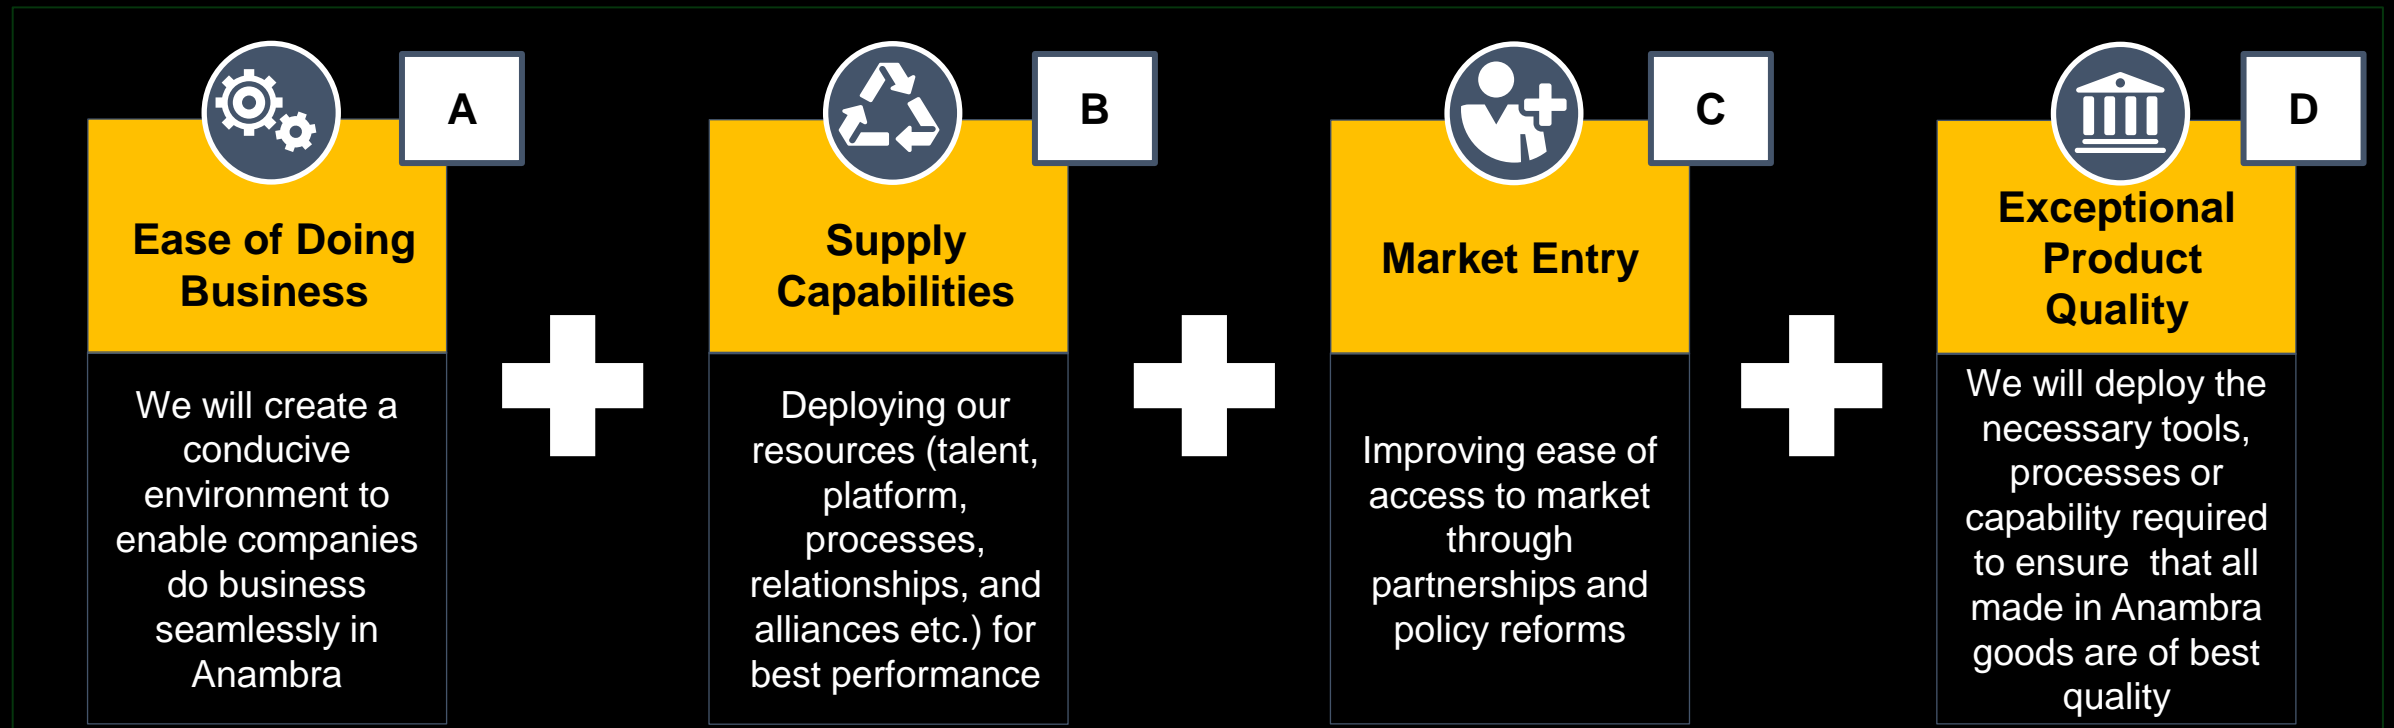 A
Ease of Doing
Business
We will create a
conducive
environment to
enable companies
do business
seamlessly in
Anambra
B
Supply
Capabilities
Deploying our
resources (talent,
platform,
processes,
relationships, and
alliances etc.) for
best performance
C
Market Entry
Improving ease of
access to market
through
partnerships and
policy reforms
D
Exceptional
Product
Quality
We will deploy the
necessary tools,
processes or
capability required
to ensure  that all
made in Anambra
goods are of best
quality